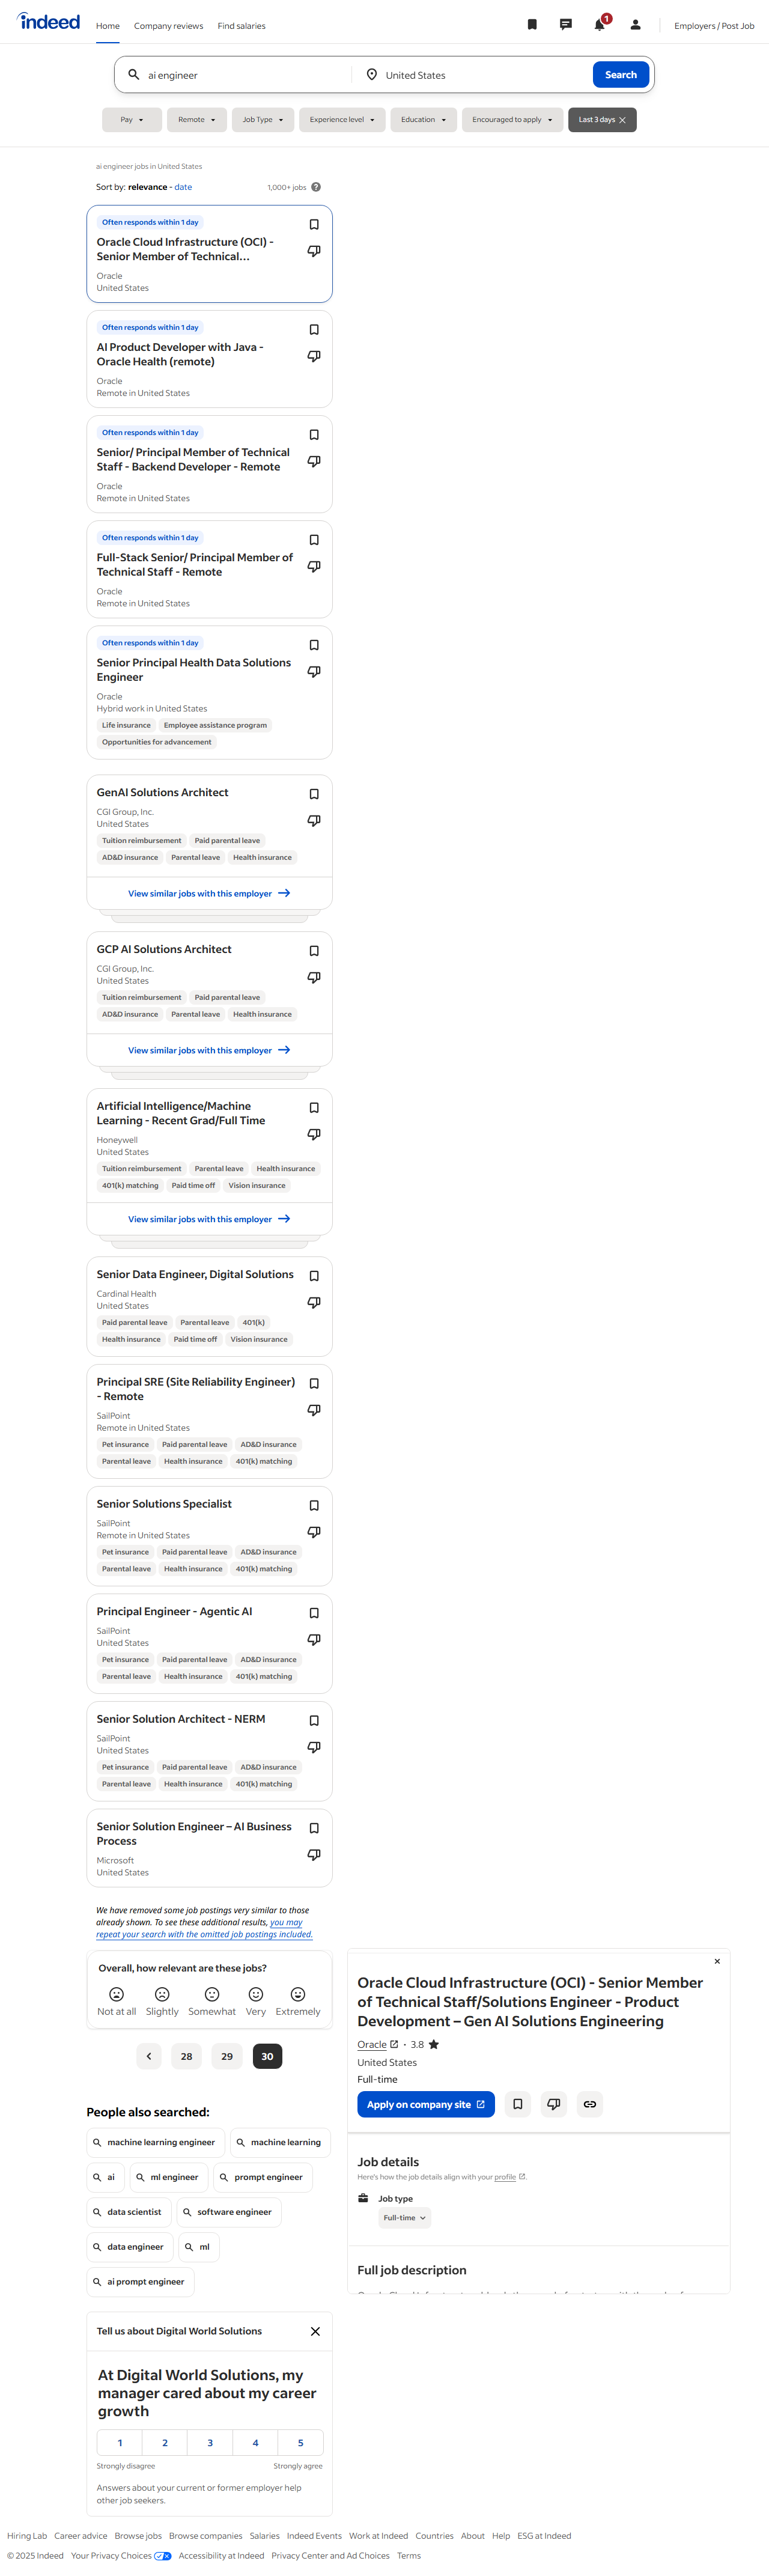 indeed
Home
Company reviews
Find salaries
1
Employers / Post Job
ai engineer
United States
Search
Pay
Remote
Job Type
Experience level
Education
Encouraged to apply
Last 3 days
ai engineer jobs in United States
Sort by: relevance - date
1,000+ jobs ?
Often responds within 1 day
Oracle Cloud Infrastructure (OCI) -
Senior Member of Technical...
Oracle
United States
Often responds within 1 day
AI Product Developer with Java -
Oracle Health (remote)
Oracle
Remote in United States
Often responds within 1 day
Senior/ Principal Member of Technical
Staff - Backend Developer - Remote
Oracle
Remote in United States
Often responds within 1 day
Full-Stack Senior/ Principal Member of
Technical Staff - Remote
Oracle
Remote in United States
Often responds within 1 day
Senior Principal Health Data Solutions
Engineer
Oracle
Hybrid work in United States
Life insurance Employee assistance program
Opportunities for advancement
GenAI Solutions Architect
CGI Group, Inc.
United States
Tuition reimbursement Paid parental leave
AD&D insurance Parental leave Health insurance
View similar jobs with this employer
GCP AI Solutions Architect
CGI Group, Inc.
United States
Tuition reimbursement Paid parental leave
AD&D insurance Parental leave Health insurance
View similar jobs with this employer
Artificial Intelligence/Machine
Learning - Recent Grad/Full Time
Honeywell
United States
Tuition reimbursement Parental leave Health insurance
401(k) matching Paid time off Vision insurance
View similar jobs with this employer
Senior Data Engineer, Digital Solutions
Cardinal Health
United States
Paid parental leave Parental leave 401(k)
Health insurance Paid time off Vision insurance
Principal SRE (Site Reliability Engineer)
- Remote
SailPoint
Remote in United States
Pet insurance Paid parental leave AD&D insurance
Parental leave Health insurance 401(k) matching
Senior Solutions Specialist
SailPoint
Remote in United States
Pet insurance Paid parental leave AD&D insurance
Parental leave Health insurance 401(k) matching
Principal Engineer - Agentic AI
SailPoint
United States
Pet insurance Paid parental leave AD&D insurance
Parental leave Health insurance 401(k) matching
Senior Solution Architect - NERM
SailPoint
United States
Pet insurance Paid parental leave AD&D insurance
Parental leave Health insurance 401(k) matching
Senior Solution Engineer – AI Business
Process
Microsoft
United States
We have removed some job postings very similar to those
already shown. To see these additional results, you may
repeat your search with the omitted job postings included.
Overall, how relevant are these jobs?
Not at all Slightly Somewhat Very Extremely
28 29 30
People also searched:
machine learning engineer
machine learning
ai
ml engineer
prompt engineer
data scientist
software engineer
data engineer
ml
ai prompt engineer
Oracle Cloud Infrastructure (OCI) - Senior Member
of Technical Staff/Solutions Engineer - Product
Development – Gen AI Solutions Engineering
Oracle · 3.8
United States
Full-time
Apply on company site
Job details
Here's how the job details align with your profile.
Job type
Full-time
Full job description
Tell us about Digital World Solutions
At Digital World Solutions, my
manager cared about my career
growth
1 2 3 4 5
Strongly disagree Strongly agree
Answers about your current or former employer help
other job seekers.
Hiring Lab Career advice Browse jobs Browse companies Salaries Indeed Events Work at Indeed Countries About Help ESG at Indeed
© 2025 Indeed Your Privacy Choices Accessibility at Indeed Privacy Center and Ad Choices Terms